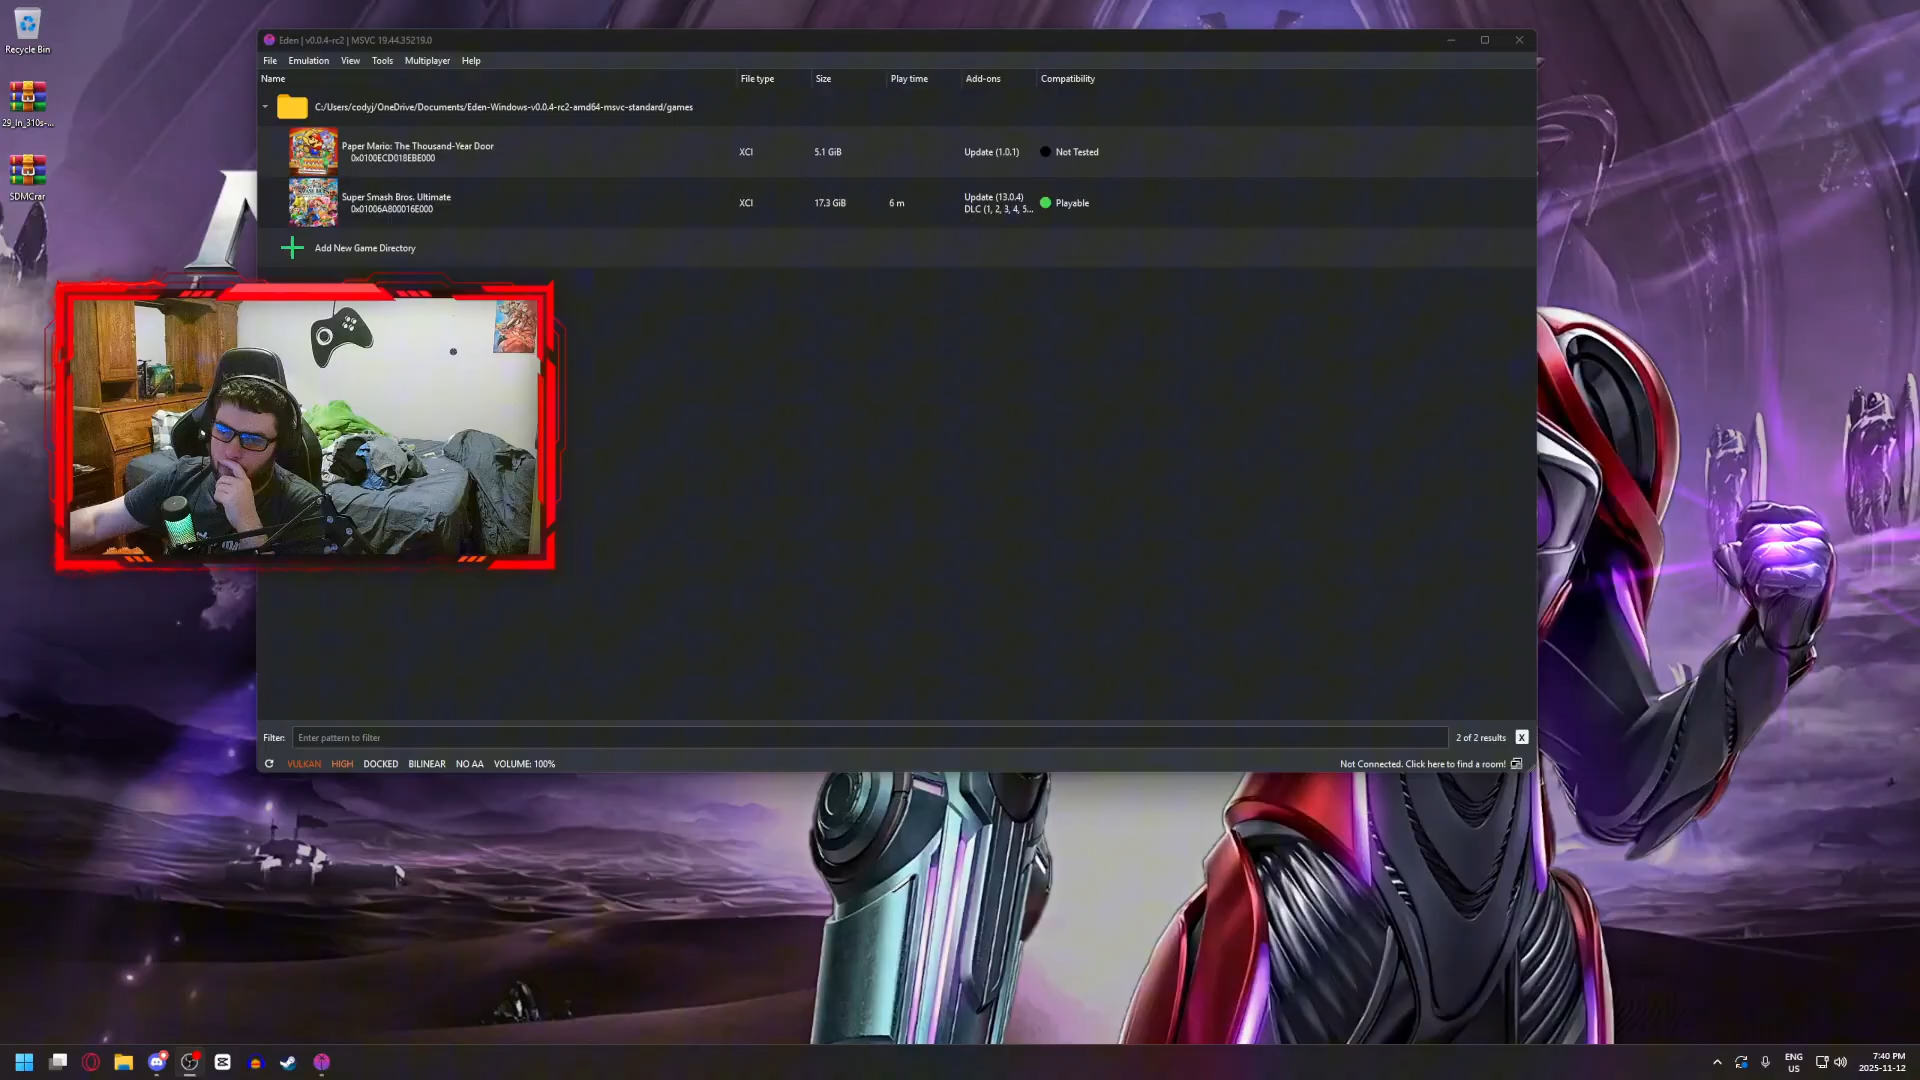 Recycle Bin
29_In_310s-...
SDMCrar
Eden | v0.0.4-rc2 | MSVC 19.44.35219.0
File Emulation View Tools Multiplayer Help
Name File type Size Play time Add-ons Compatibility
C:/Users/codyj/OneDrive/Documents/Eden-Windows-v0.0.4-rc2-amd64-msvc-standard/games
Paper Mario: The Thousand-Year Door
0x0100ECD018EBE000
XCI 5.1 GiB Update (1.0.1) Not Tested
Super Smash Bros. Ultimate
0x01006A800016E000
XCI 17.3 GiB 6 m Update (13.0.4)
DLC (1, 2, 3, 4, 5...
Playable
Add New Game Directory
Filter: Enter pattern to filter 2 of 2 results X
VULKAN HIGH DOCKED BILINEAR NO AA VOLUME: 100% Not Connected. Click here to find a room!
ENG
US
7:40 PM
2025-11-12